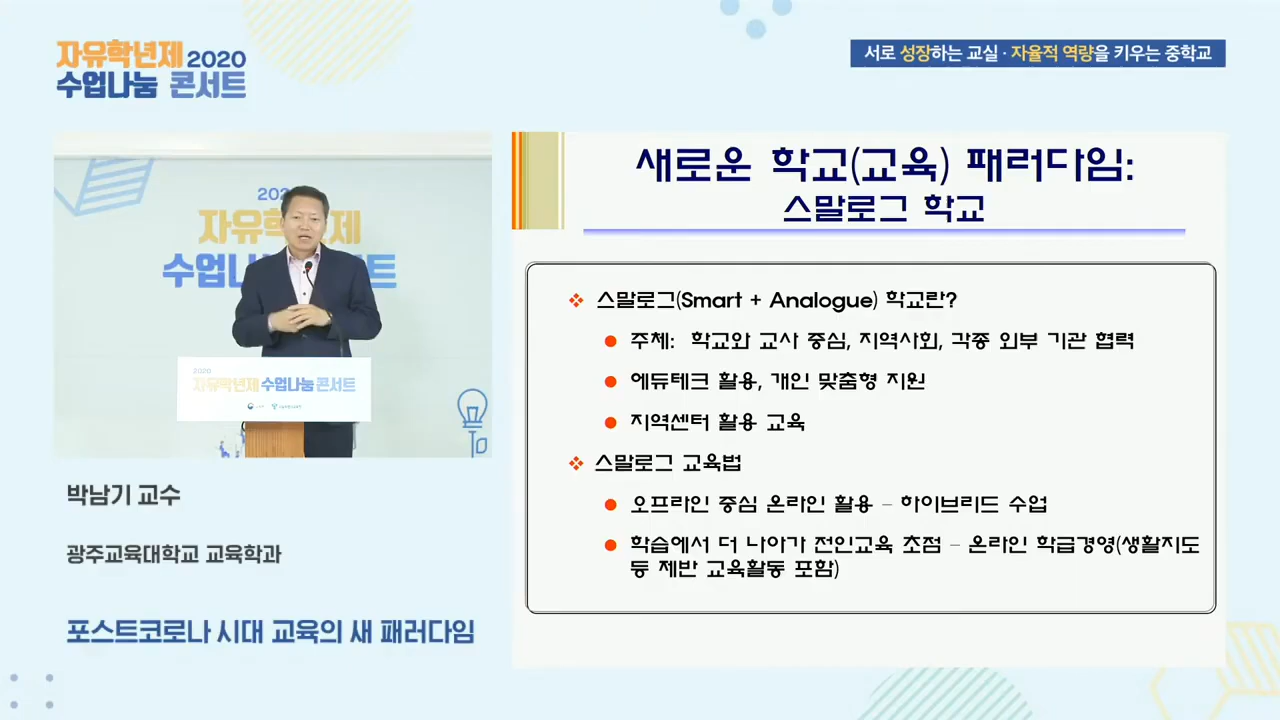 자유학년제 2020
수업나눔 콘서트
서로 성장하는 교실 · 자율적 역량을 키우는 중학교
자유학년제
수업나눔 콘서트
2020
자유학년제 수업나눔 콘서트
박남기 교수
광주교육대학교 교육학과
포스트코로나 시대 교육의 새 패러다임
새로운 학교(교육) 패러다임:
스말로그 학교
스말로그(Smart + Analogue) 학교란?
주체: 학교와 교사 중심, 지역사회, 각종 외부 기관 협력
에듀테크 활용, 개인 맞춤형 지원
지역센터 활용 교육
스말로그 교육법
오프라인 중심 온라인 활용 – 하이브리드 수업
학습에서 더 나아가 전인교육 초점 – 온라인 학급경영(생활지도
등 제반 교육활동 포함)